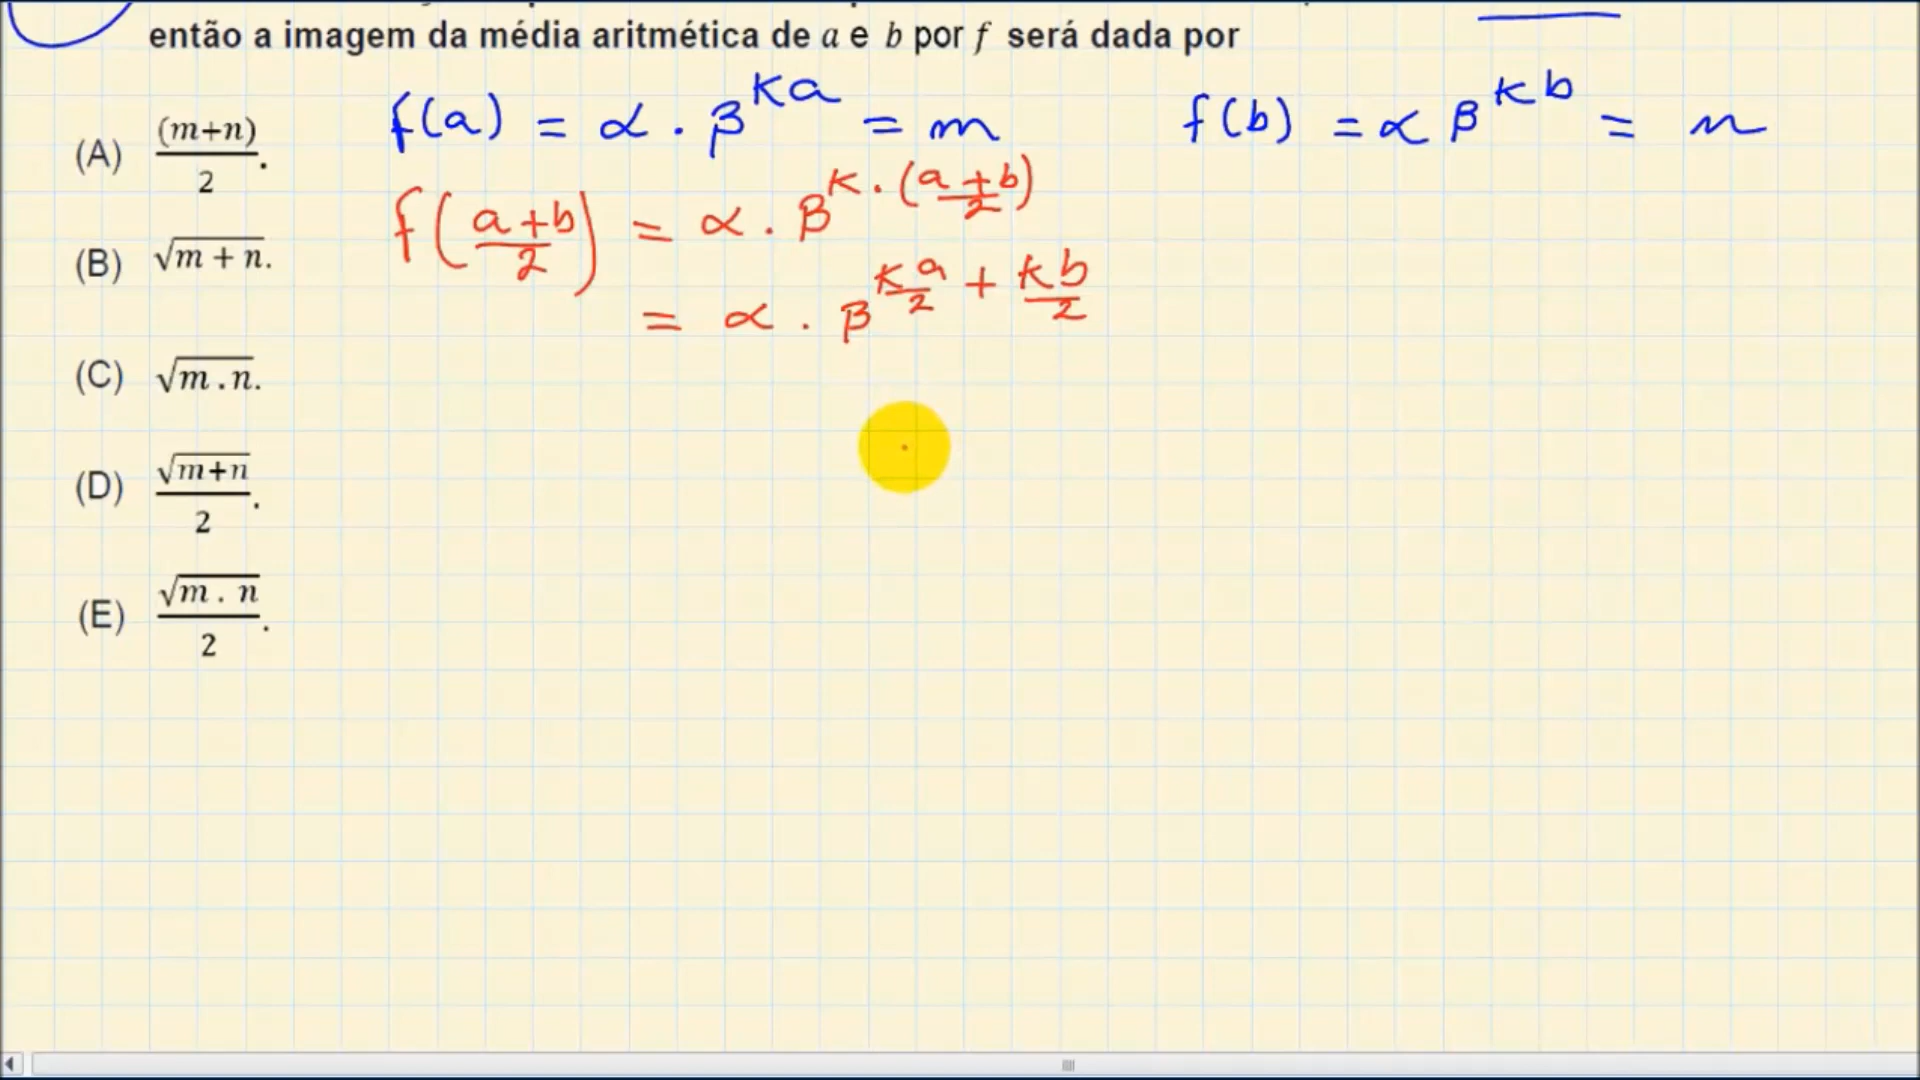 então a imagem da média aritmética de a e b por f será dada por
f(a) = α . β^{ka} = m
f(b) = α β^{kb} = n
f((a+b)/2) = α . β^{k . ((a+b)/2)}
= α . β^{ka/2 + kb/2}
(A) (m+n)/2.
(B) √(m + n).
(C) √(m . n).
(D) √(m+n)/2.
(E) √(m . n)/2.